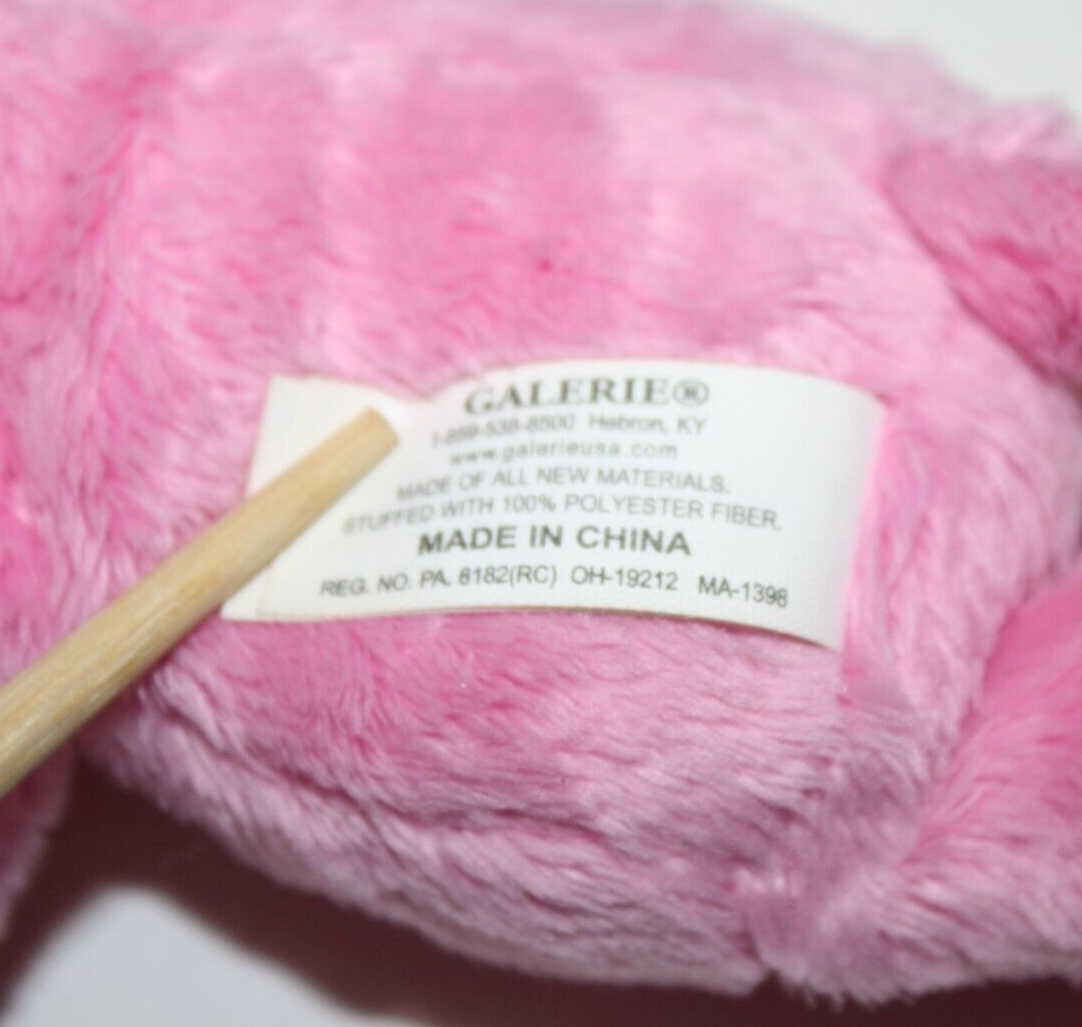 GALERIE®
1-859-538-8500 Hebron, KY
www.galerieusa.com
MADE OF ALL NEW MATERIALS.
STUFFED WITH 100% POLYESTER FIBER.
MADE IN CHINA
REG. NO. PA. 6182(RC) OH-19212 MA-1398